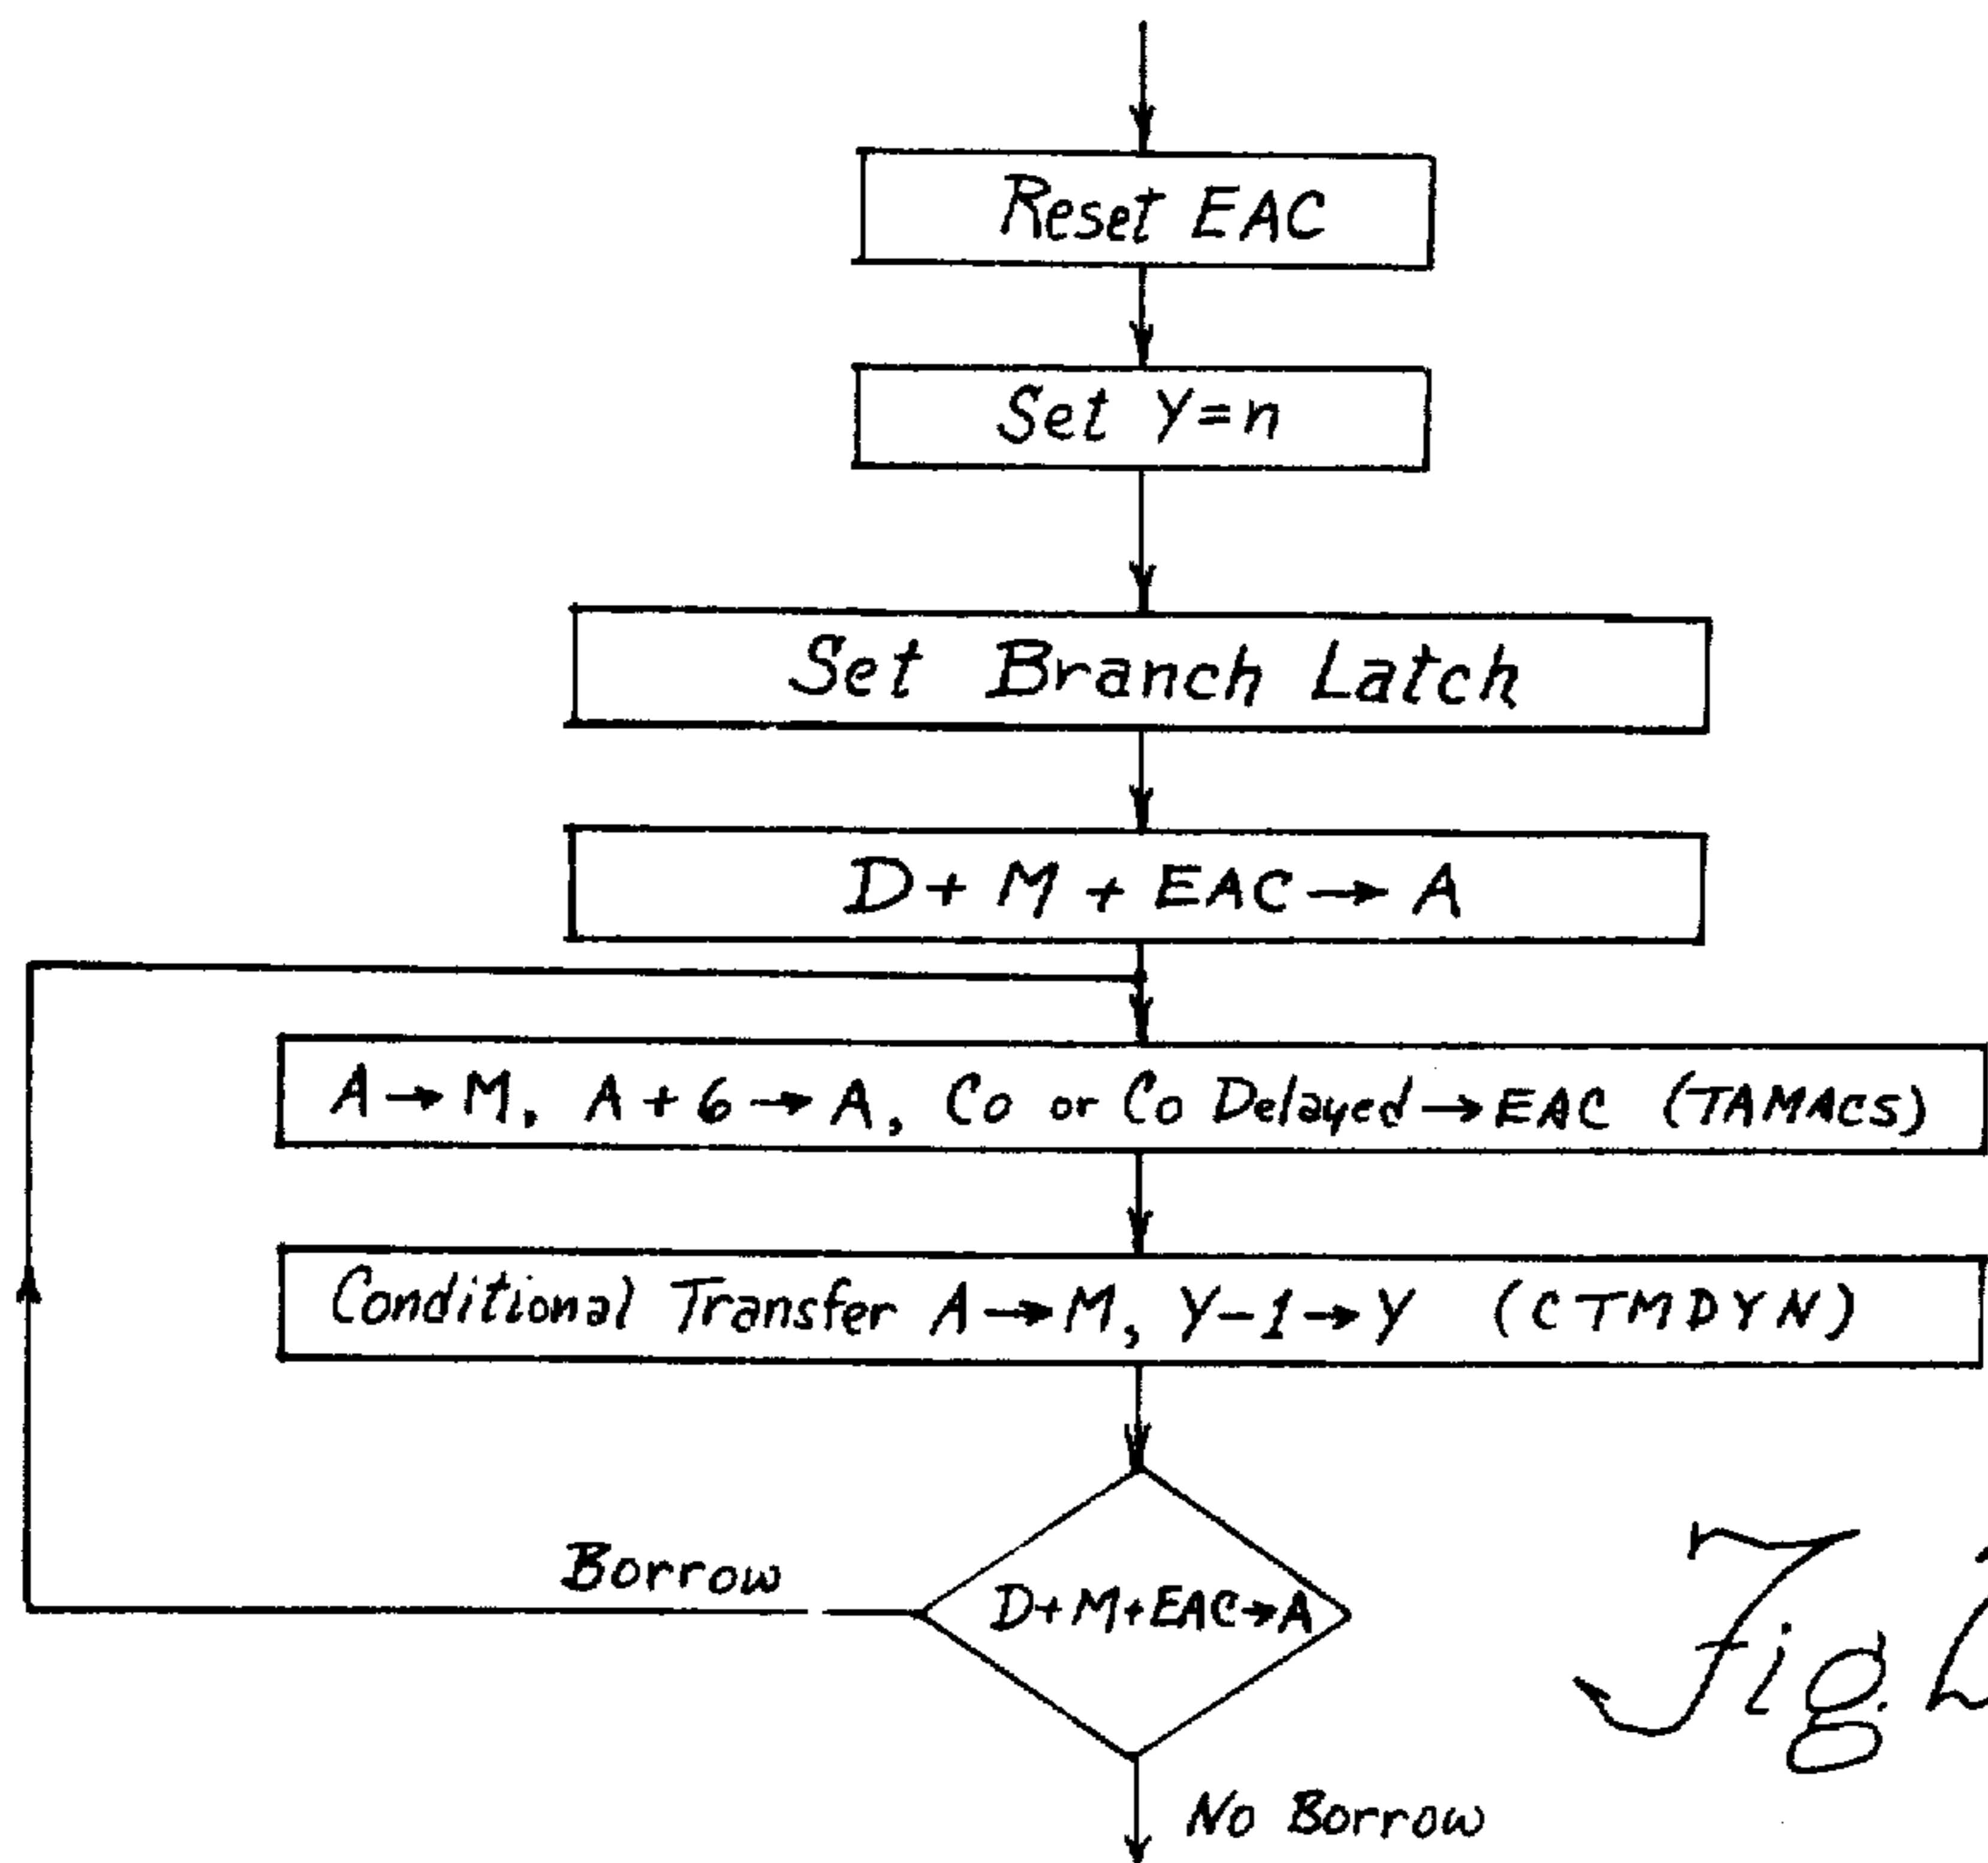 Reset EAC
Set Y=n
Set Branch Latch
D + M + EAC → A
A → M, A + 6 → A, Co or Co Delayed → EAC (TAMACS)
Conditional Transfer A → M, Y-1 → Y (CTMDYN)
Borrow
D+M+EAC→A
Fig.
No Borrow